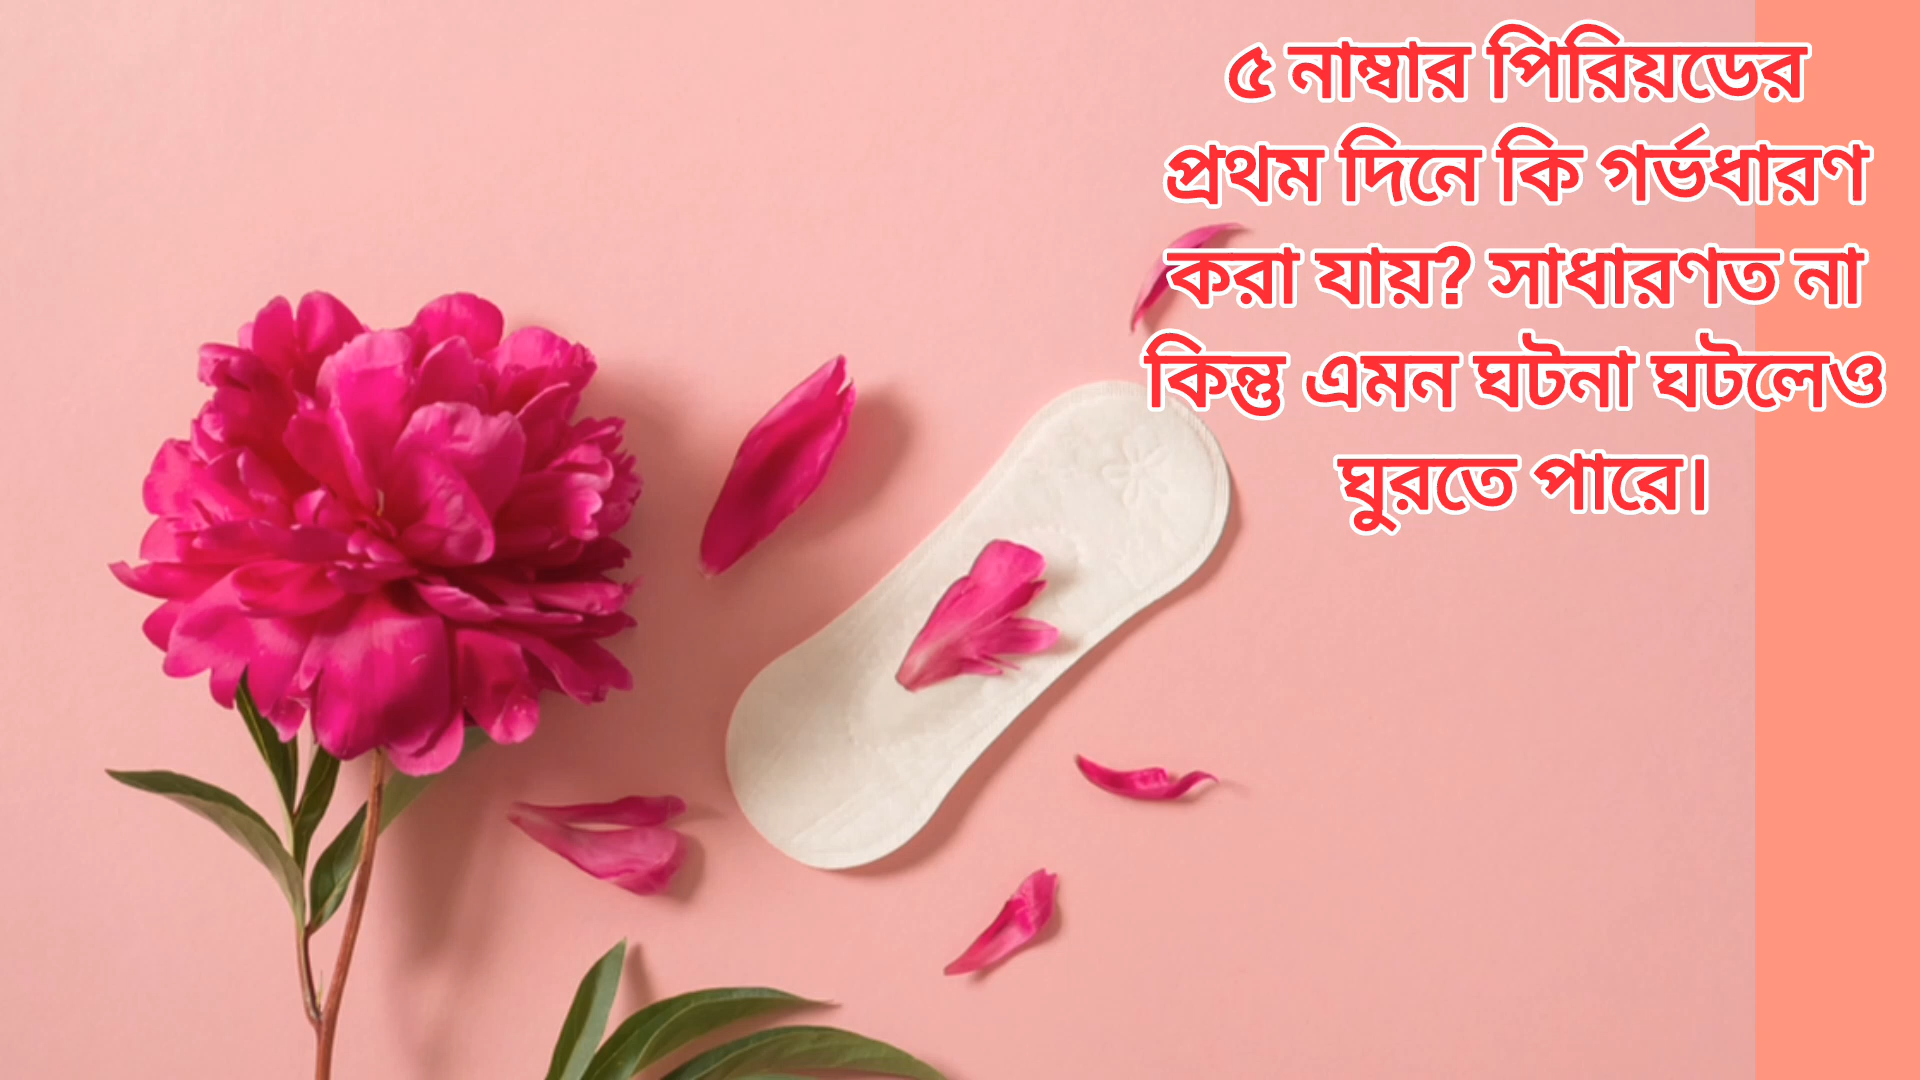 ৫ নাম্বার পিরিয়ডের
প্রথম দিনে কি গর্ভধারণ
করা যায়? সাধারণত না
কিন্তু এমন ঘটনা ঘটলেও
ঘুরতে পারে।